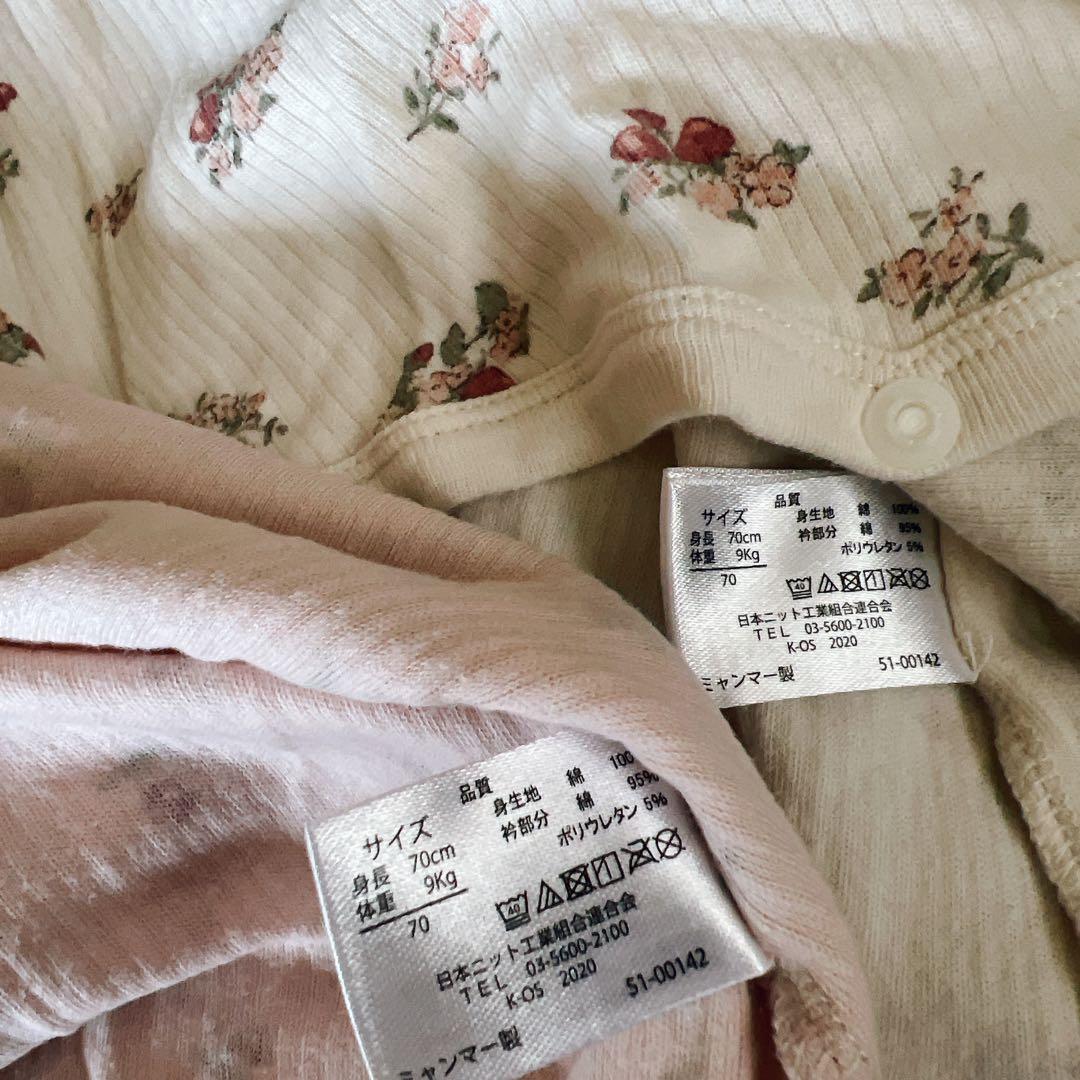 品質
サイズ 身生地 綿 100%
身長 70cm 衿部分 綿 95%
体重 9Kg ポリウレタン 5%
70
40
日本ニット工業組合連合会
TEL 03-5600-2100
K-OS 2020
ミャンマー製 51-00142
品質
サイズ 身生地 綿 100
身長 70cm 衿部分 綿 95%
体重 9Kg ポリウレタン 5%
70
40
日本ニット工業組合連合会
TEL 03-5600-2100
K-OS 2020
ミャンマー製 51-00142